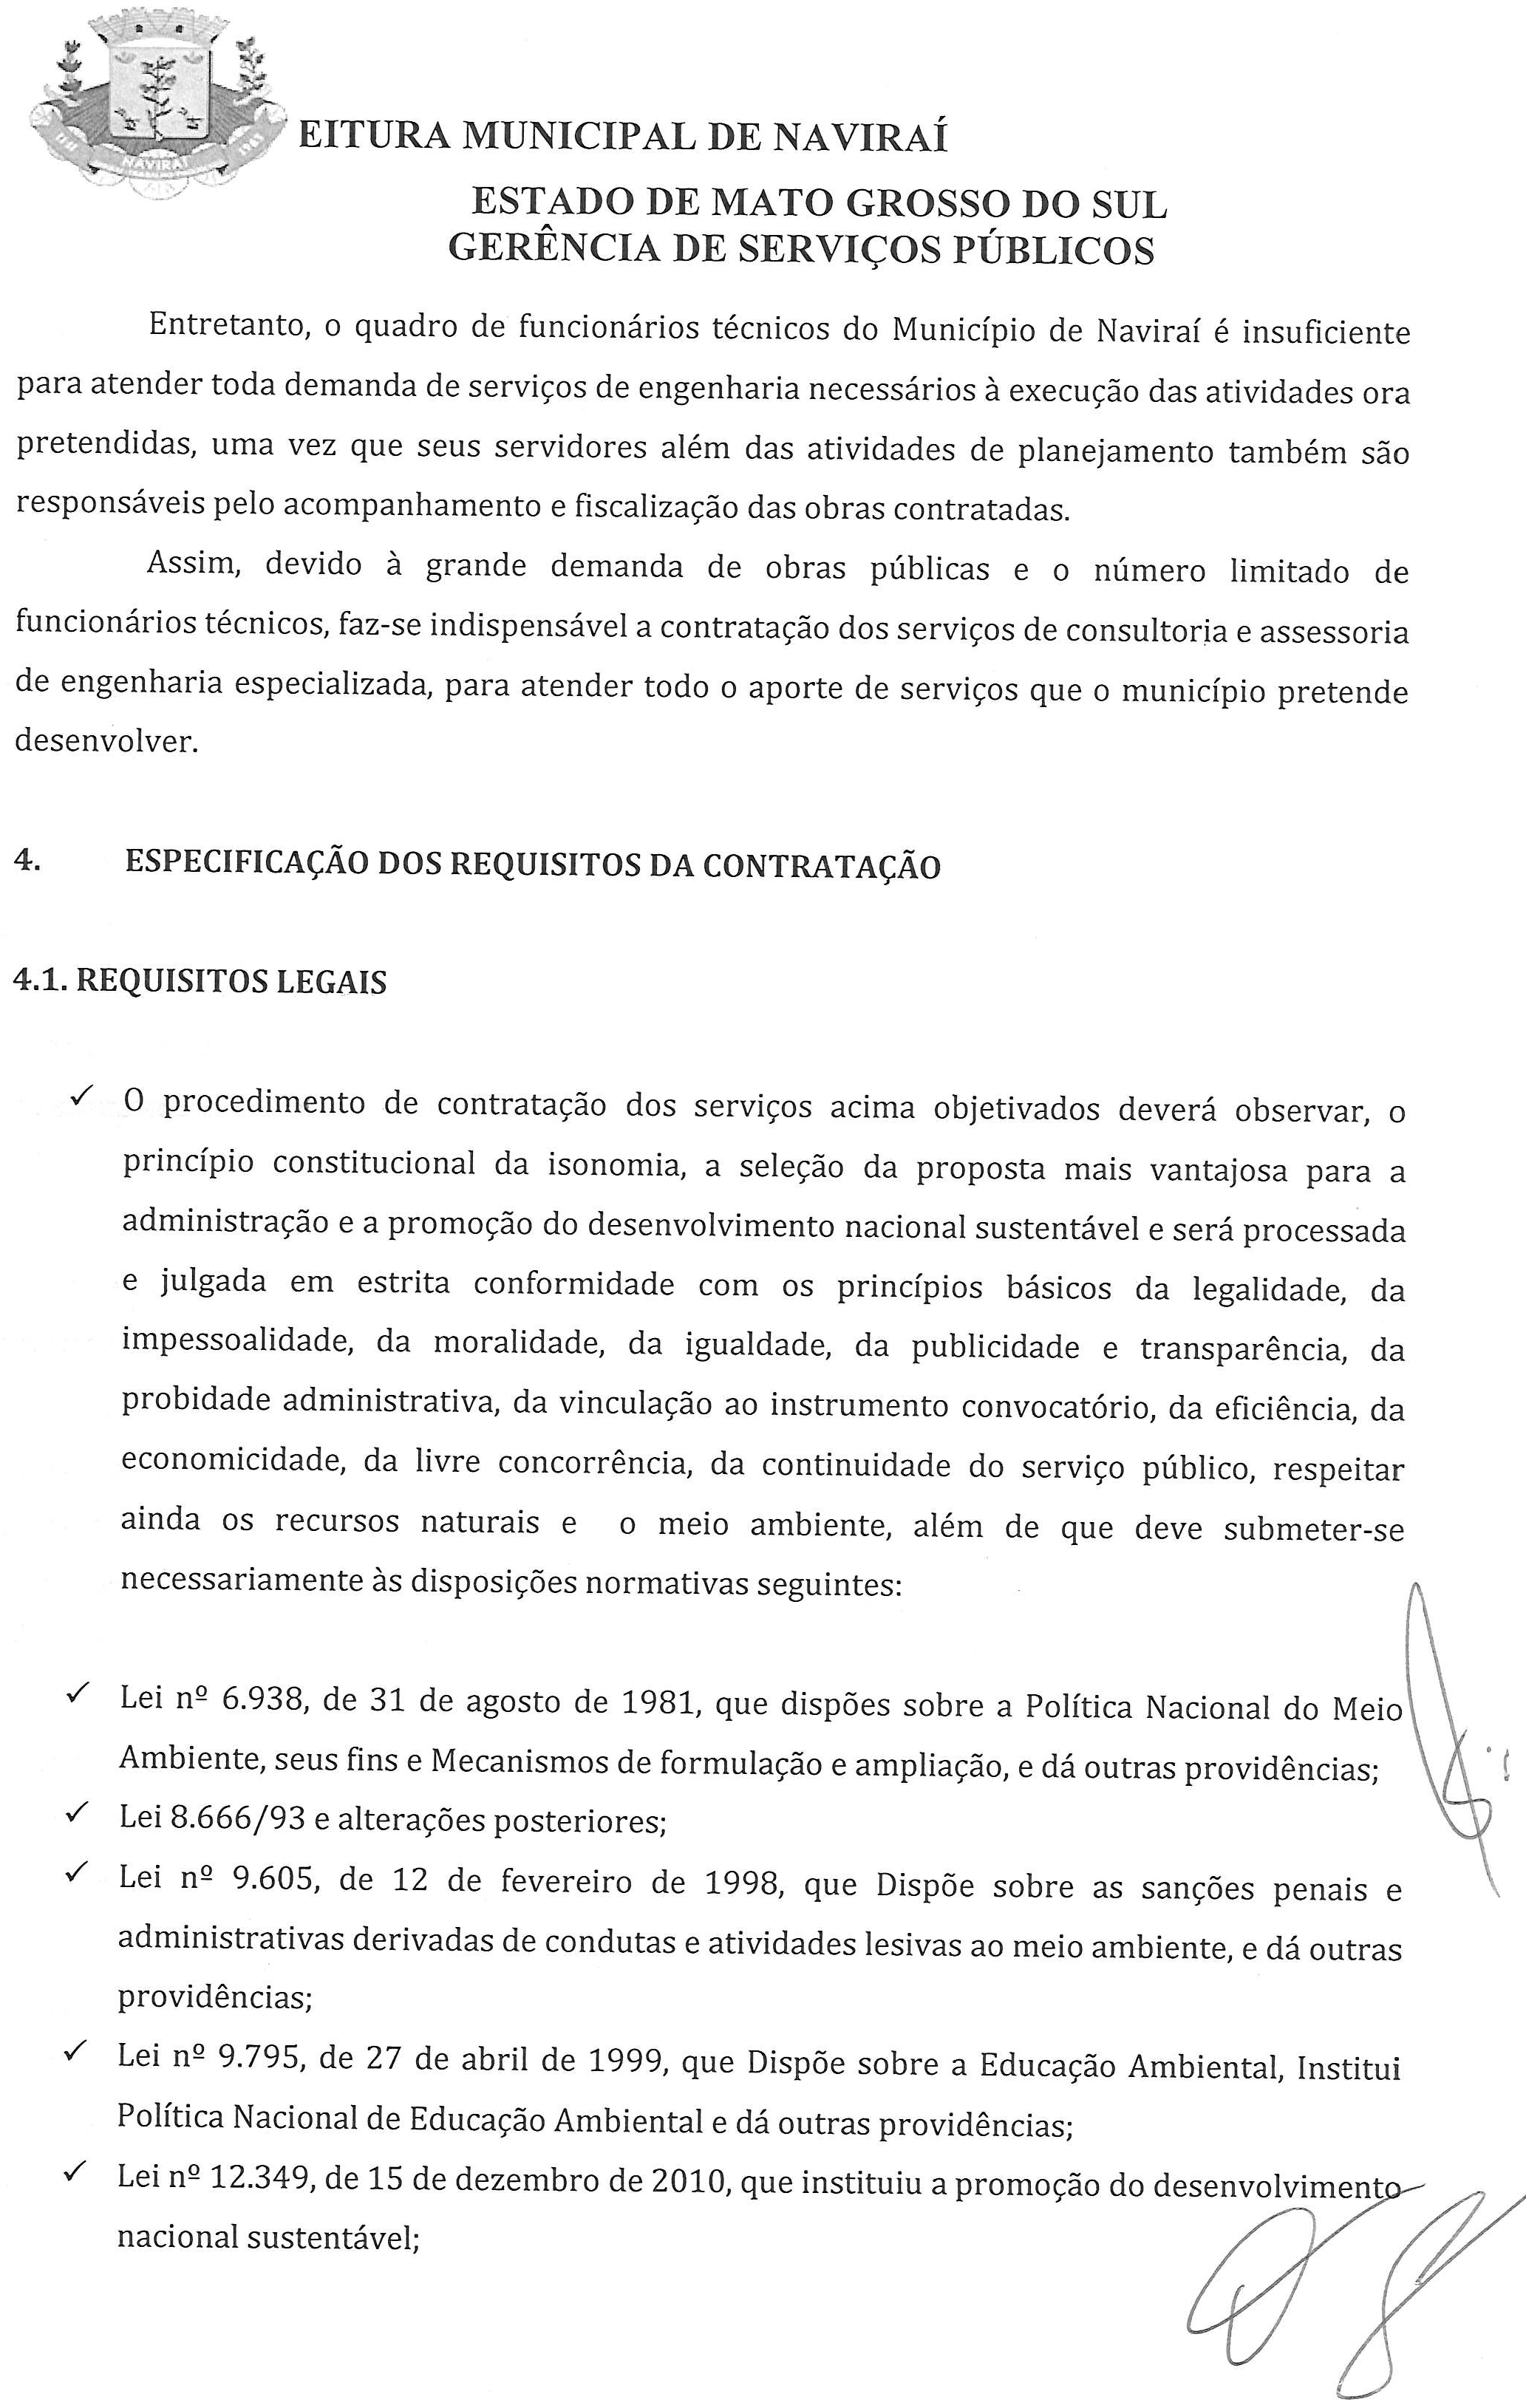 NAVIRAÍ
1963
EITURA MUNICIPAL DE NAVIRAÍ
ESTADO DE MATO GROSSO DO SUL
GERÊNCIA DE SERVIÇOS PÚBLICOS
Entretanto, o quadro de funcionários técnicos do Município de Naviraí é insuficiente
para atender toda demanda de serviços de engenharia necessários à execução das atividades ora
pretendidas, uma vez que seus servidores além das atividades de planejamento também são
responsáveis pelo acompanhamento e fiscalização das obras contratadas.
Assim, devido à grande demanda de obras públicas e o número limitado de
funcionários técnicos, faz-se indispensável a contratação dos serviços de consultoria e assessoria
de engenharia especializada, para atender todo o aporte de serviços que o município pretende
desenvolver.
4. ESPECIFICAÇÃO DOS REQUISITOS DA CONTRATAÇÃO
4.1. REQUISITOS LEGAIS
✓ O procedimento de contratação dos serviços acima objetivados deverá observar, o
princípio constitucional da isonomia, a seleção da proposta mais vantajosa para a
administração e a promoção do desenvolvimento nacional sustentável e será processada
e julgada em estrita conformidade com os princípios básicos da legalidade, da
impessoalidade, da moralidade, da igualdade, da publicidade e transparência, da
probidade administrativa, da vinculação ao instrumento convocatório, da eficiência, da
economicidade, da livre concorrência, da continuidade do serviço público, respeitar
ainda os recursos naturais e o meio ambiente, além de que deve submeter-se
necessariamente às disposições normativas seguintes:
✓ Lei nº 6.938, de 31 de agosto de 1981, que dispões sobre a Política Nacional do Meio
Ambiente, seus fins e Mecanismos de formulação e ampliação, e dá outras providências;
✓ Lei 8.666/93 e alterações posteriores;
✓ Lei nº 9.605, de 12 de fevereiro de 1998, que Dispõe sobre as sanções penais e
administrativas derivadas de condutas e atividades lesivas ao meio ambiente, e dá outras
providências;
✓ Lei nº 9.795, de 27 de abril de 1999, que Dispõe sobre a Educação Ambiental, Institui
Política Nacional de Educação Ambiental e dá outras providências;
✓ Lei nº 12.349, de 15 de dezembro de 2010, que instituiu a promoção do desenvolvimento
nacional sustentável;